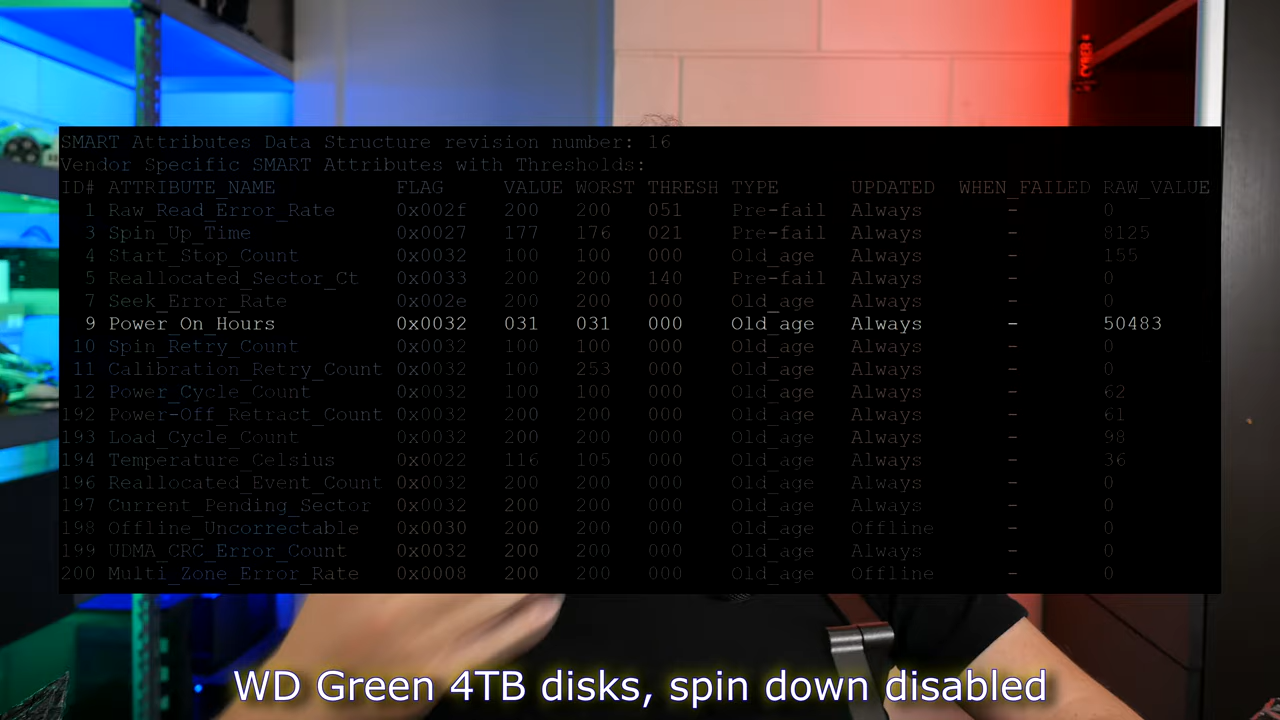 CYBER
SMART Attributes Data Structure revision number: 16
Vendor Specific SMART Attributes with Thresholds:
ID# ATTRIBUTE_NAME FLAG VALUE WORST THRESH TYPE UPDATED WHEN_FAILED RAW_VALUE
1 Raw_Read_Error_Rate 0x002f 200 200 051 Pre-fail Always - 0
3 Spin_Up_Time 0x0027 177 176 021 Pre-fail Always - 8125
4 Start_Stop_Count 0x0032 100 100 000 Old_age Always - 155
5 Reallocated_Sector_Ct 0x0033 200 200 140 Pre-fail Always - 0
7 Seek_Error_Rate 0x002e 200 200 000 Old_age Always - 0
9 Power_On_Hours 0x0032 031 031 000 Old_age Always - 50483
10 Spin_Retry_Count 0x0032 100 100 000 Old_age Always - 0
11 Calibration_Retry_Count 0x0032 100 253 000 Old_age Always - 0
12 Power_Cycle_Count 0x0032 100 100 000 Old_age Always - 62
192 Power-Off_Retract_Count 0x0032 200 200 000 Old_age Always - 61
193 Load_Cycle_Count 0x0032 200 200 000 Old_age Always - 98
194 Temperature_Celsius 0x0022 116 105 000 Old_age Always - 36
196 Reallocated_Event_Count 0x0032 200 200 000 Old_age Always - 0
197 Current_Pending_Sector 0x0032 200 200 000 Old_age Always - 0
198 Offline_Uncorrectable 0x0030 200 200 000 Old_age Offline - 0
199 UDMA_CRC_Error_Count 0x0032 200 200 000 Old_age Always - 0
200 Multi_Zone_Error_Rate 0x0008 200 200 000 Old_age Offline - 0
WD Green 4TB disks, spin down disabled